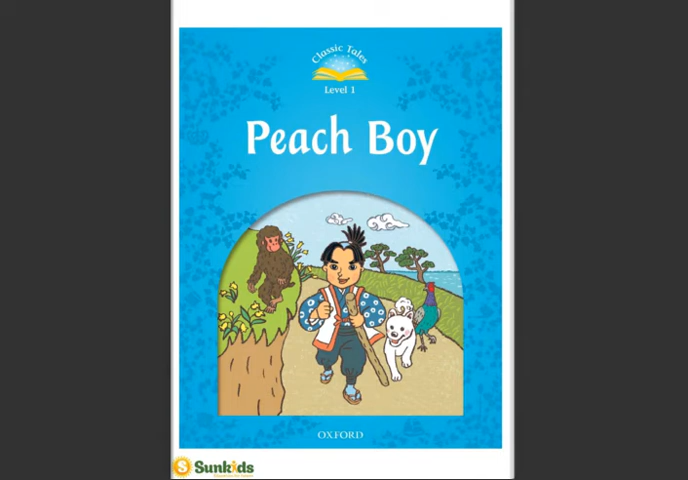 Classic Tales
Level 1
Peach Boy
OXFORD
S Sunkids